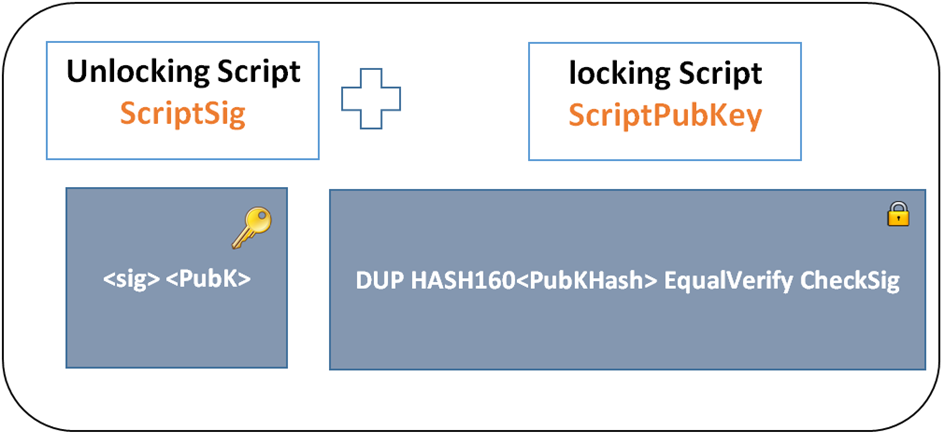 Unlocking Script
ScriptSig
locking Script
ScriptPubKey
<sig> <PubK>
DUP HASH160<PubKHash> EqualVerify CheckSig